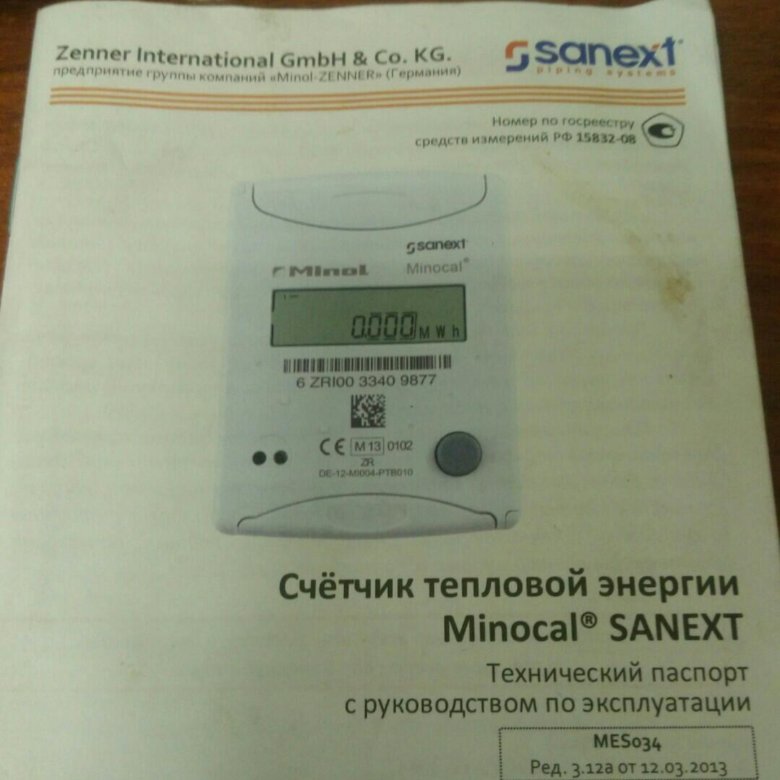 Zenner International GmbH & Co. KG.
предприятие группы компаний «Minol-ZENNER» (Германия)
sanext
piping systems
Номер по госреестру
средств измерений РФ 15832-08
sanext
Minol Minocal®
0.000 MWh
6 ZRI00 3340 9877
CE M13 0102
ZR
DE-12-MI004-PTB010
Счётчик тепловой энергии
Minocal® SANEXT
Технический паспорт
с руководством по эксплуатации
MES034
Ред. 3.12a от 12.03.2013